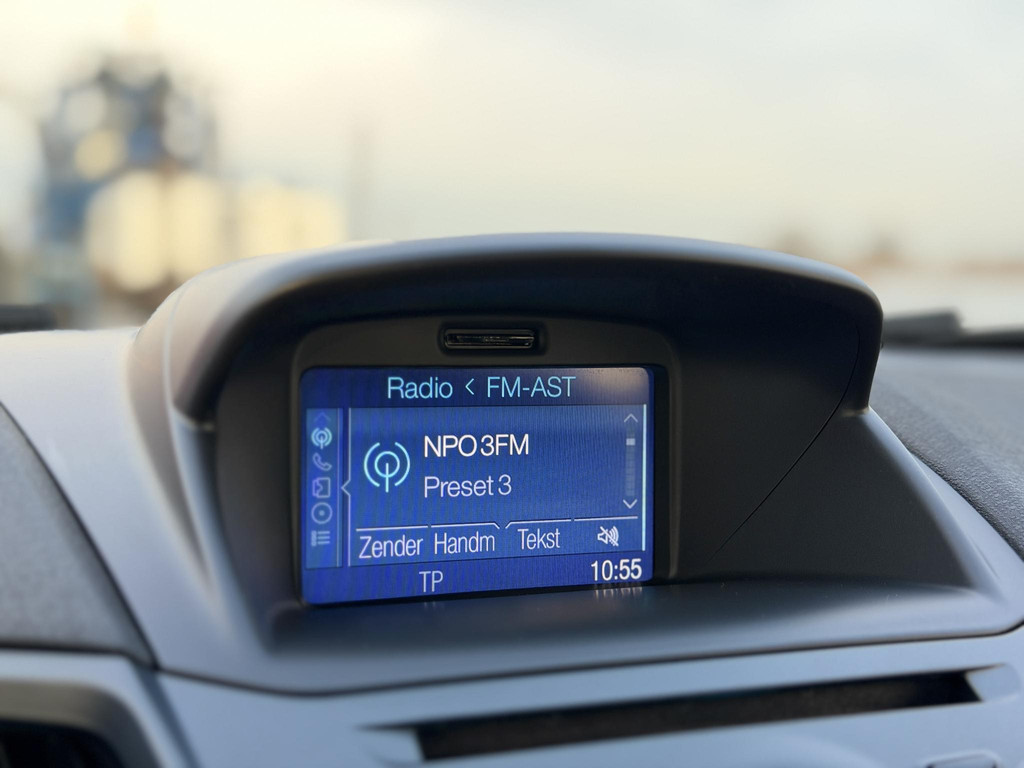 Radio < FM-AST
NPO 3FM
Preset 3
Zender Handm Tekst
TP 10:55